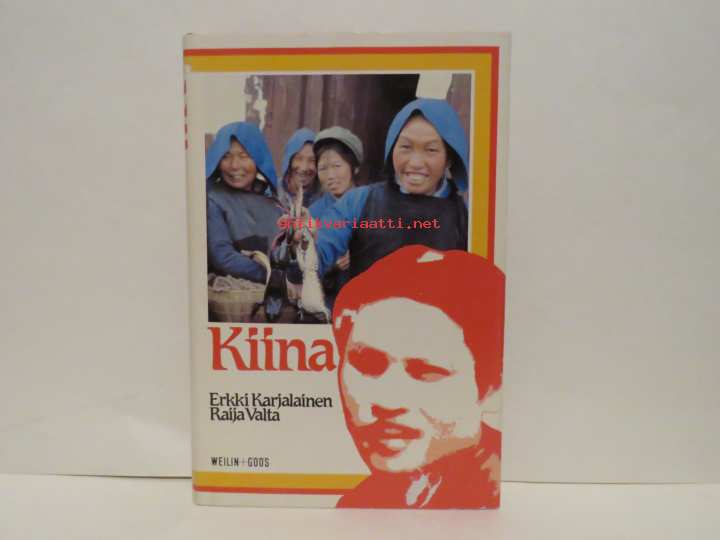 antikvariaatti.net
Kiina
Erkki Karjalainen
Raija Valta
WEILIN+GÖÖS